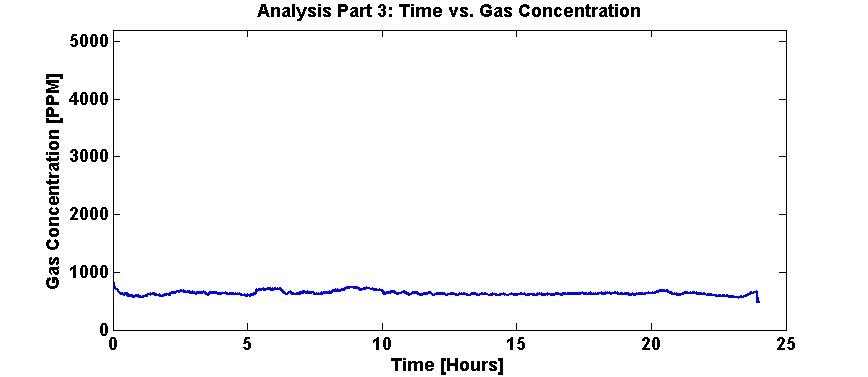 Analysis Part 3: Time vs. Gas Concentration
5000
4000
3000
2000
1000
0
Gas Concentration [PPM]
0 5 10 15 20 25
Time [Hours]